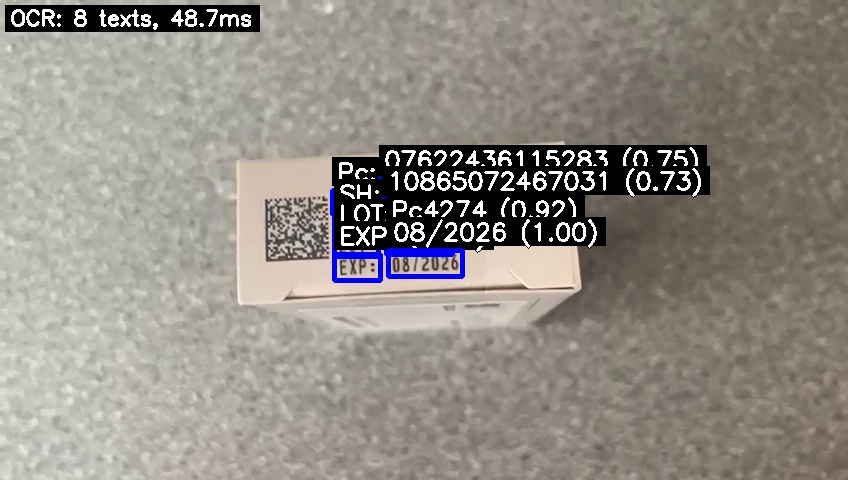 OCR: 8 texts, 48.7ms
Pc: 07622436115283 (0.75)
SH: 10865072467031 (0.73)
LOT Pc4274 (0.92)
EXP 08/2026 (1.00)
EXP: 08/2026